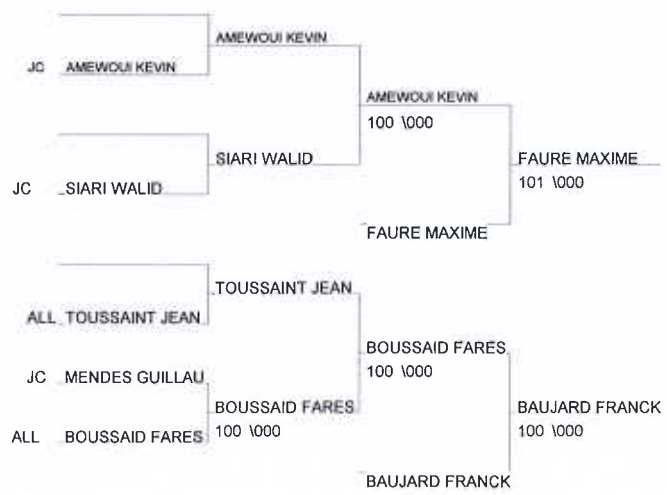 AMEWOUI KEVIN
JC AMEWOUI KEVIN
AMEWOUI KEVIN
100 \000
SIARI WALID
FAURE MAXIME
101 \000
JC SIARI WALID
FAURE MAXIME
TOUSSAINT JEAN
ALL TOUSSAINT JEAN
BOUSSAID FARES
100 \000
JC MENDES GUILLAU
BOUSSAID FARES
100 \000
BAUJARD FRANCK
100 \000
ALL BOUSSAID FARES
BAUJARD FRANCK